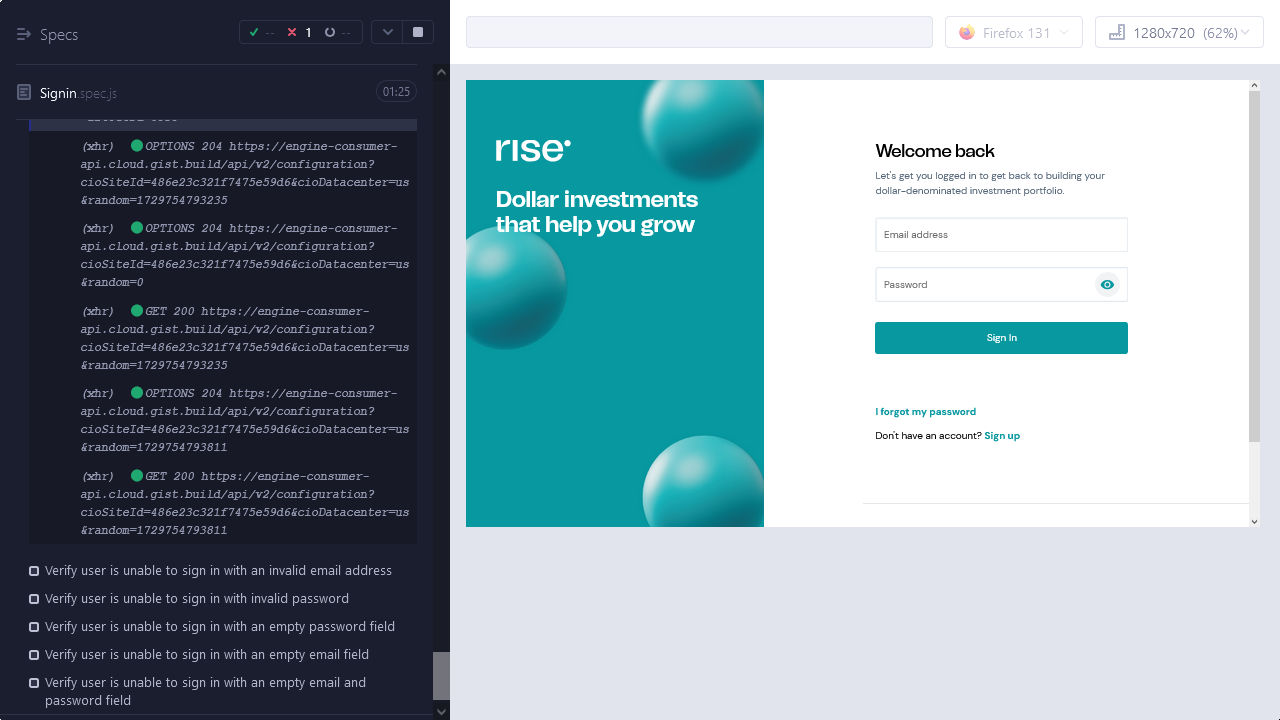 Specs
-- 1 --
Signin.spec.js
01:25
(xhr) OPTIONS 204 https://engine-consumer-
api.cloud.gist.build/api/v2/configuration?
cioSiteId=486e23c321f7475e59d6&cioDatacenter=us
&random=1729754793235
(xhr) OPTIONS 204 https://engine-consumer-
api.cloud.gist.build/api/v2/configuration?
cioSiteId=486e23c321f7475e59d6&cioDatacenter=us
&random=0
(xhr) GET 200 https://engine-consumer-
api.cloud.gist.build/api/v2/configuration?
cioSiteId=486e23c321f7475e59d6&cioDatacenter=us
&random=1729754793235
(xhr) OPTIONS 204 https://engine-consumer-
api.cloud.gist.build/api/v2/configuration?
cioSiteId=486e23c321f7475e59d6&cioDatacenter=us
&random=1729754793811
(xhr) GET 200 https://engine-consumer-
api.cloud.gist.build/api/v2/configuration?
cioSiteId=486e23c321f7475e59d6&cioDatacenter=us
&random=1729754793811
Verify user is unable to sign in with an invalid email address
Verify user is unable to sign in with invalid password
Verify user is unable to sign in with an empty password field
Verify user is unable to sign in with an empty email field
Verify user is unable to sign in with an empty email and
password field
Firefox 131
1280x720 (62%)
rise
Dollar investments
that help you grow
Welcome back
Let's get you logged in to get back to building your
dollar-denominated investment portfolio.
Email address
Password
Sign In
I forgot my password
Don't have an account? Sign up